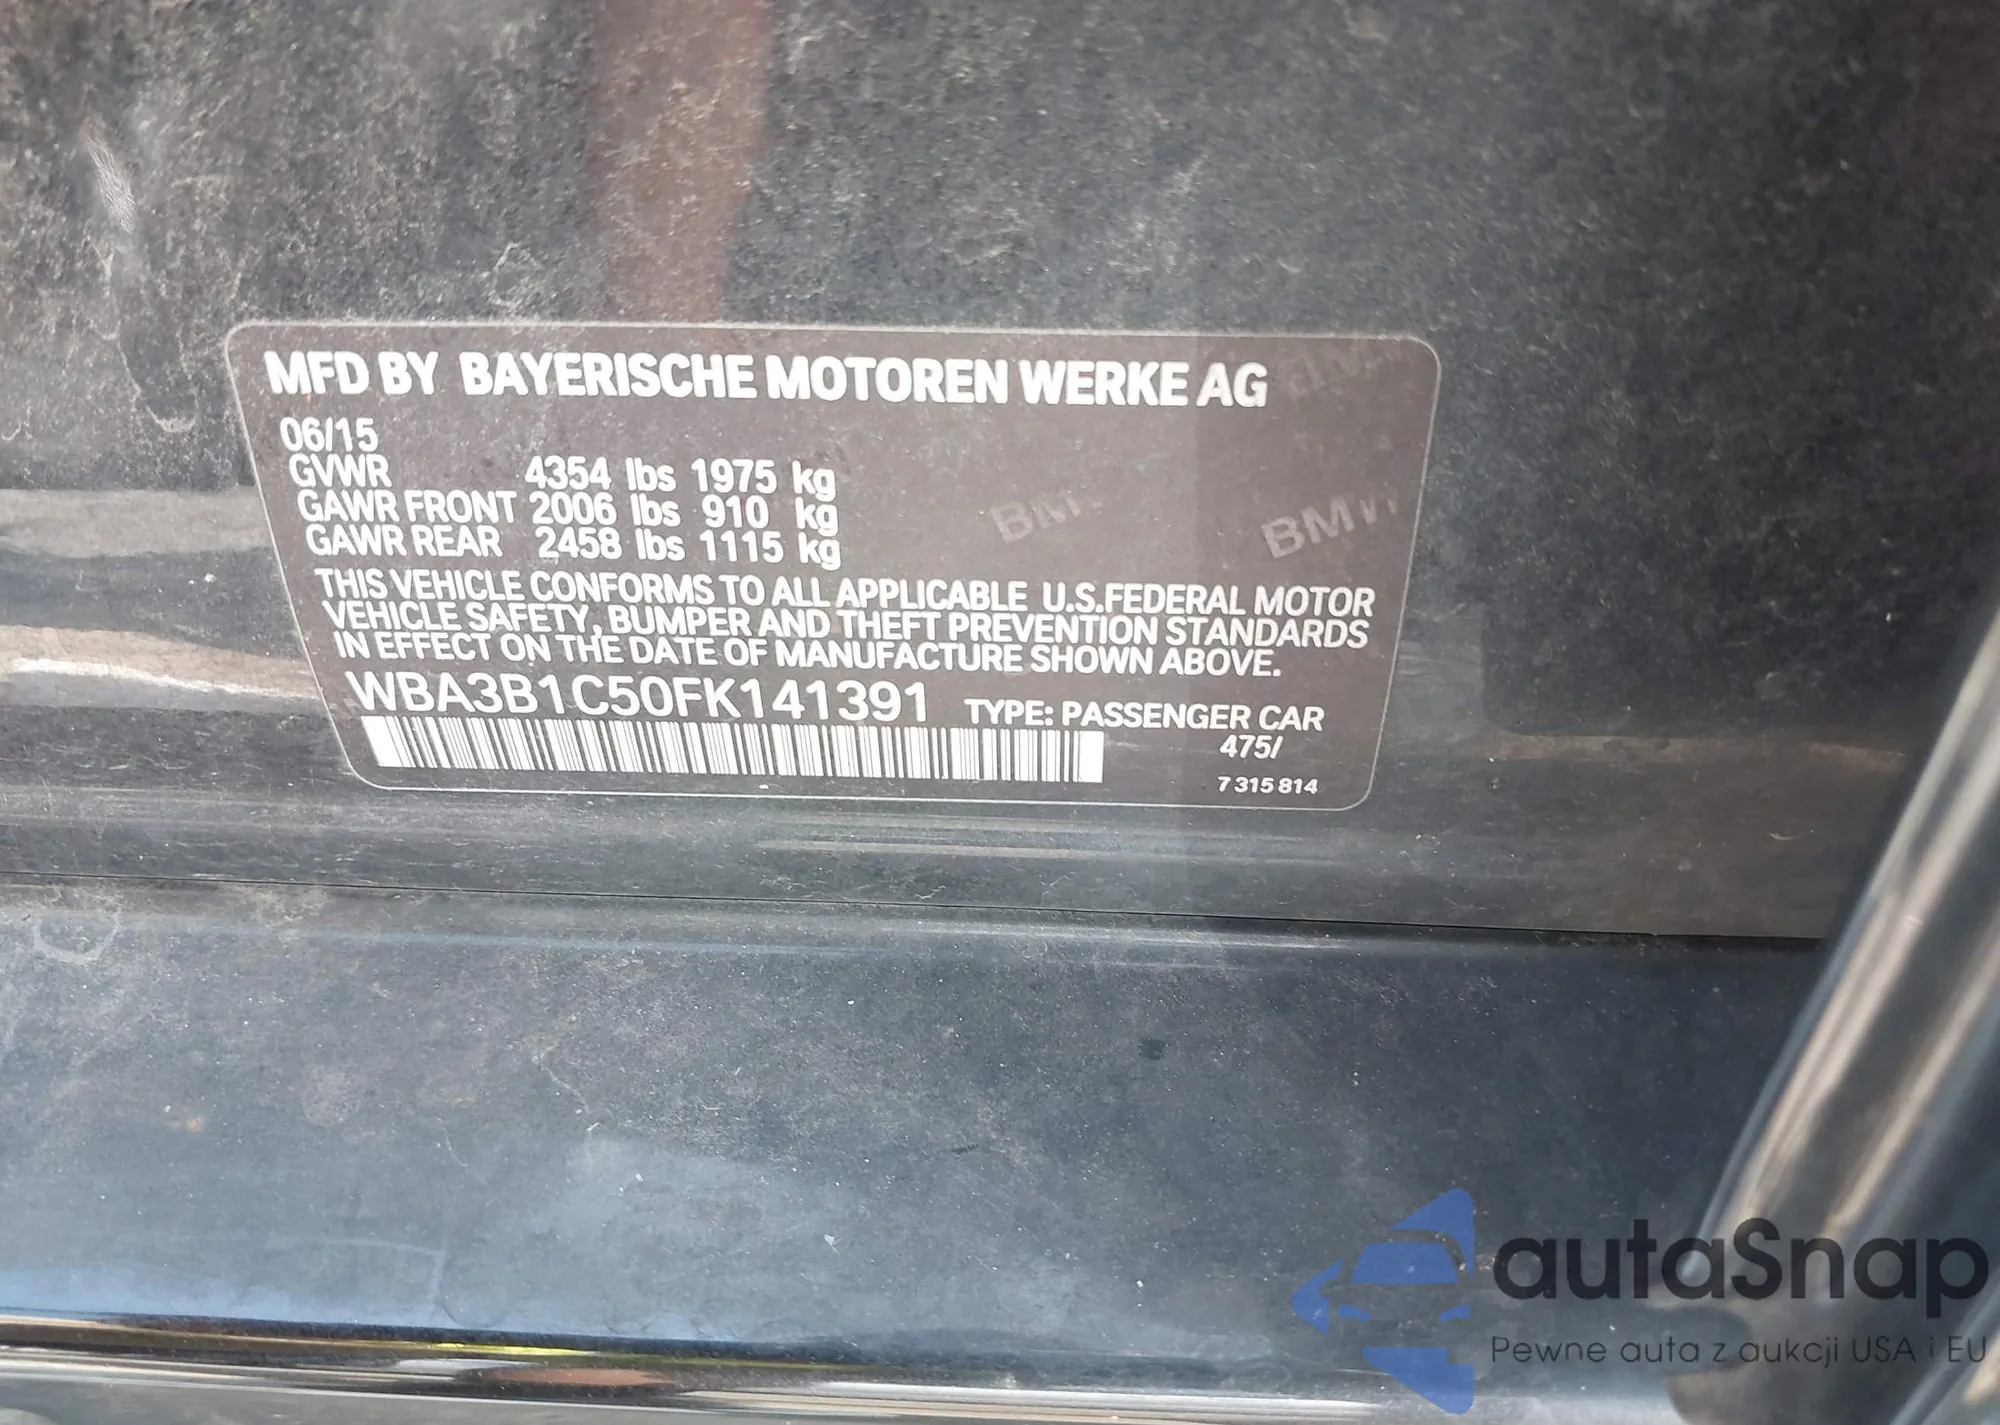 MFD BY BAYERISCHE MOTOREN WERKE AG
06/15
GVWR 4354 lbs 1975 kg
GAWR FRONT 2006 lbs 910 kg
GAWR REAR 2458 lbs 1115 kg
THIS VEHICLE CONFORMS TO ALL APPLICABLE U.S.FEDERAL MOTOR
VEHICLE SAFETY, BUMPER AND THEFT PREVENTION STANDARDS
IN EFFECT ON THE DATE OF MANUFACTURE SHOWN ABOVE.
WBA3B1C50FK141391 TYPE: PASSENGER CAR
475/
7 315 814
BMW
autaSnap
Pewne auta z aukcji USA i EU